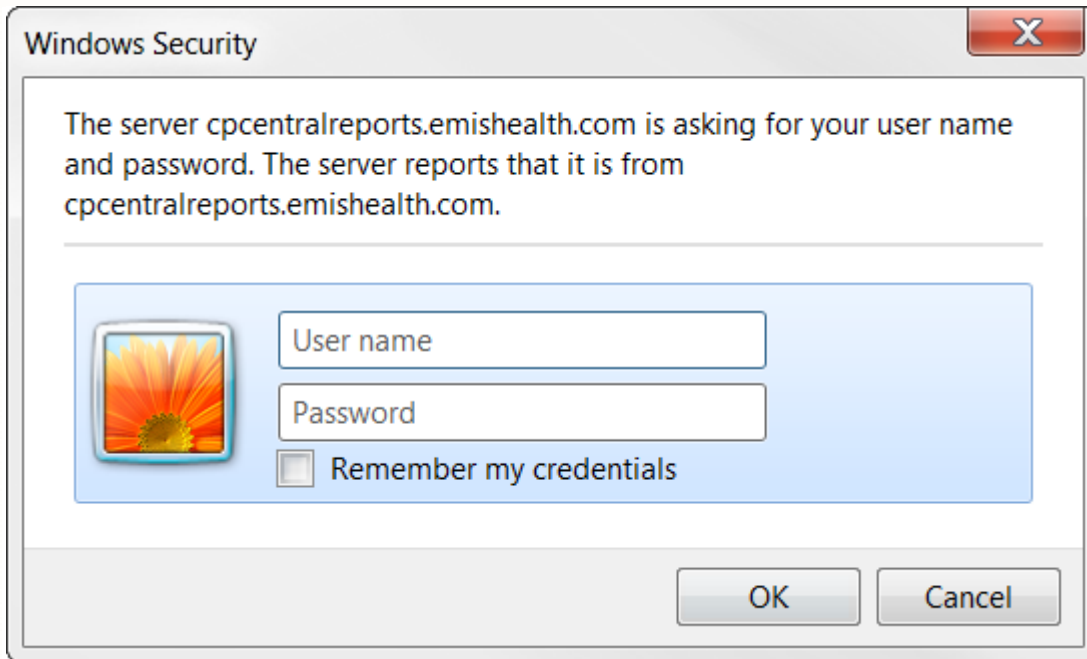 Windows Security
The server cpcentralreports.emishealth.com is asking for your user name
and password. The server reports that it is from
cpcentralreports.emishealth.com.
User name
Password
Remember my credentials
OK
Cancel